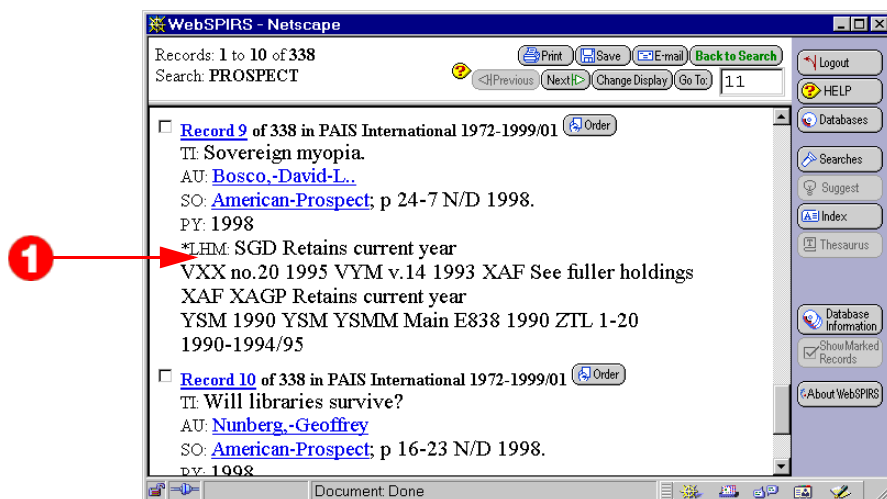 WebSPIRS - Netscape
Records: 1 to 10 of 338
Search: PROSPECT
Print Save E-mail Back to Search
Previous Next Change Display Go To: 11
Logout
HELP
Databases
Searches
Suggest
Index
Thesaurus
Database
Information
Show Marked
Records
About WebSPIRS
Record 9 of 338 in PAIS International 1972-1999/01 Order
TI: Sovereign myopia.
AU: Bosco,-David-L..
SO: American-Prospect; p 24-7 N/D 1998.
PY: 1998
1
*LHM: SGD Retains current year
VXX no.20 1995 VYM v.14 1993 XAF See fuller holdings
XAF XAGP Retains current year
YSM 1990 YSM YSMM Main E838 1990 ZTL 1-20
1990-1994/95
Record 10 of 338 in PAIS International 1972-1999/01 Order
TI: Will libraries survive?
AU: Nunberg,-Geoffrey
SO: American-Prospect; p 16-23 N/D 1998.
PY: 1998
Document: Done